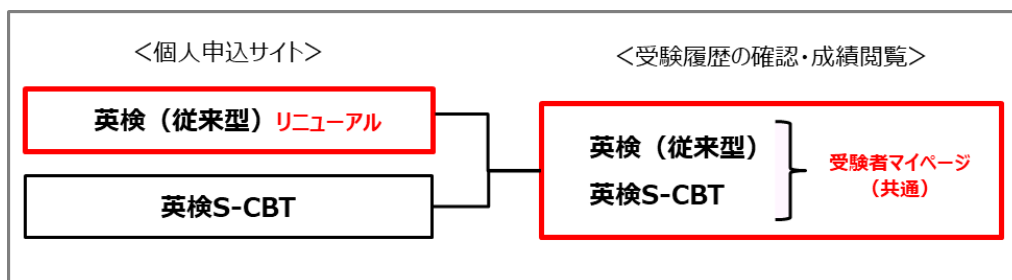 ＜個人申込サイト＞
英検（従来型）リニューアル
英検S-CBT
＜受験履歴の確認・成績閲覧＞
英検（従来型）
英検S-CBT
受験者マイページ
（共通）